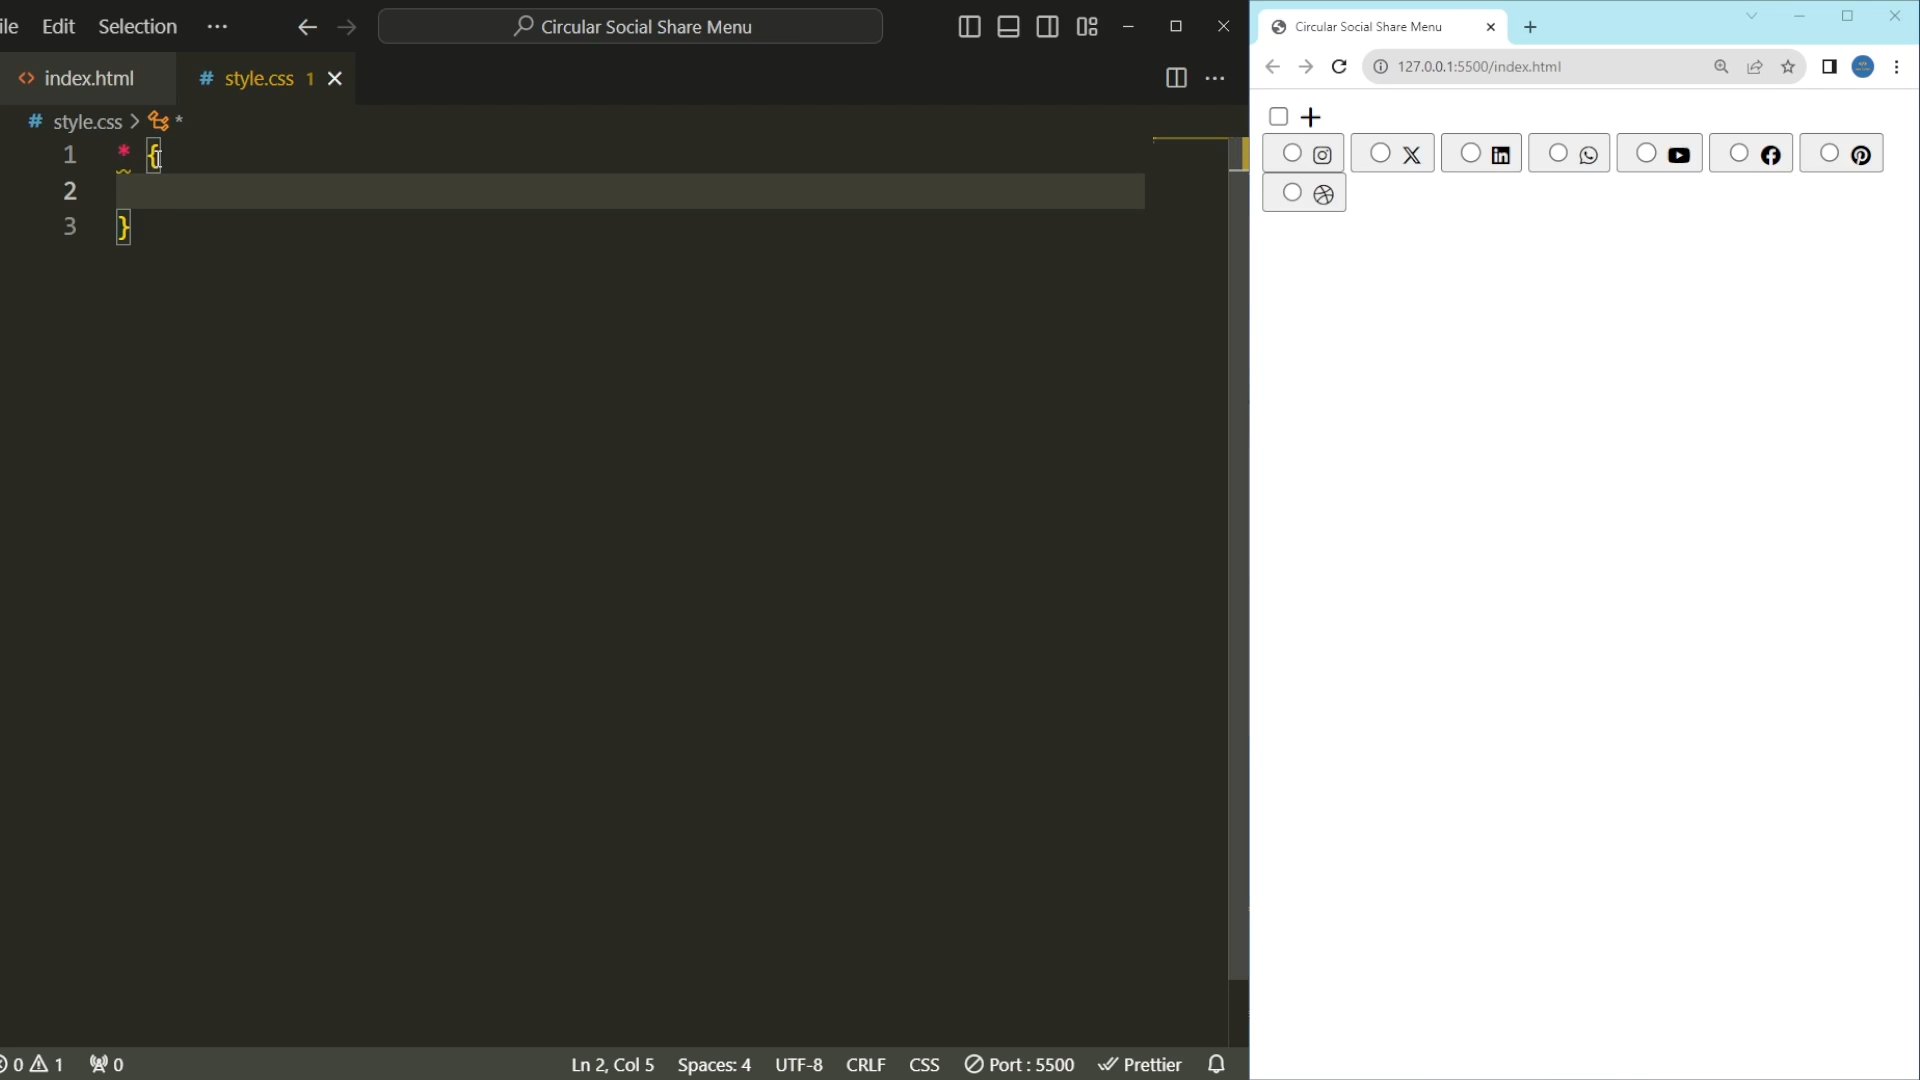 ile Edit Selection ··· Circular Social Share Menu
index.html # style.css 1
# style.css > *
1 * {
2
3 }
0 1 0 Ln 2, Col 5 Spaces: 4 UTF-8 CRLF CSS Port : 5500 Prettier
Circular Social Share Menu
127.0.0.1:5500/index.html